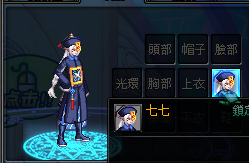 頭部 帽子 臉部
光環 胸部 上衣
七七 鎖定